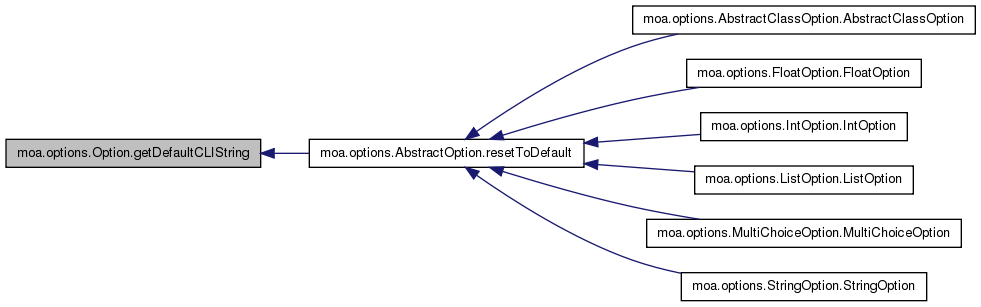 moa.options.AbstractClassOption.AbstractClassOption
moa.options.FloatOption.FloatOption
moa.options.IntOption.IntOption
moa.options.Option.getDefaultCLIString
moa.options.AbstractOption.resetToDefault
moa.options.ListOption.ListOption
moa.options.MultiChoiceOption.MultiChoiceOption
moa.options.StringOption.StringOption